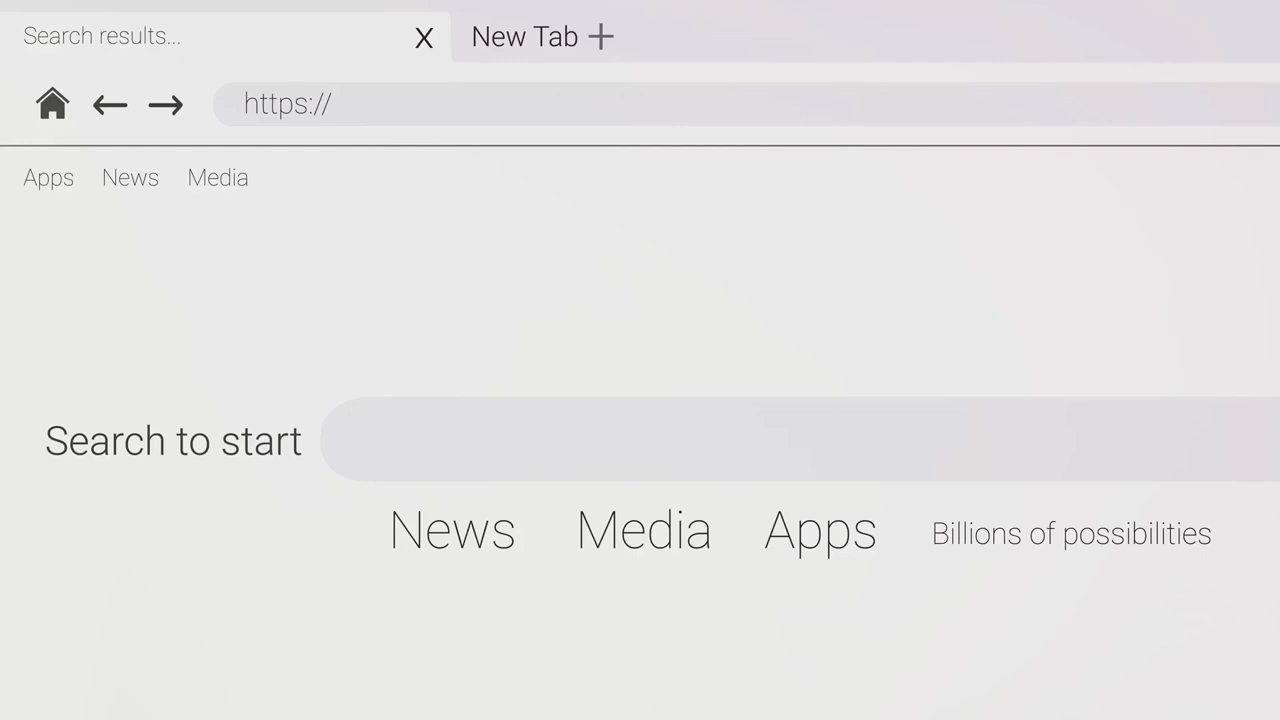 Search results... X New Tab +
https://
Apps News Media
Search to start
News Media Apps Billions of possibilities